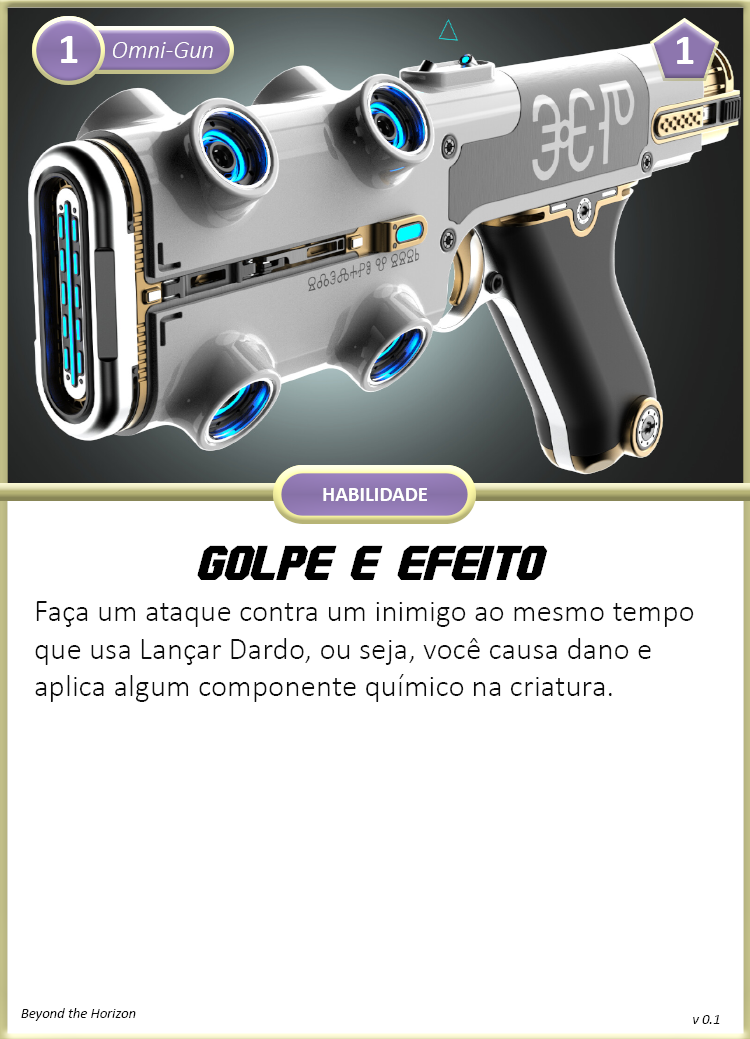 1 Omni-Gun
1
HABILIDADE
GOLPE E EFEITO
Faça um ataque contra um inimigo ao mesmo tempo
que usa Lançar Dardo, ou seja, você causa dano e
aplica algum componente químico na criatura.
Beyond the Horizon
v 0.1